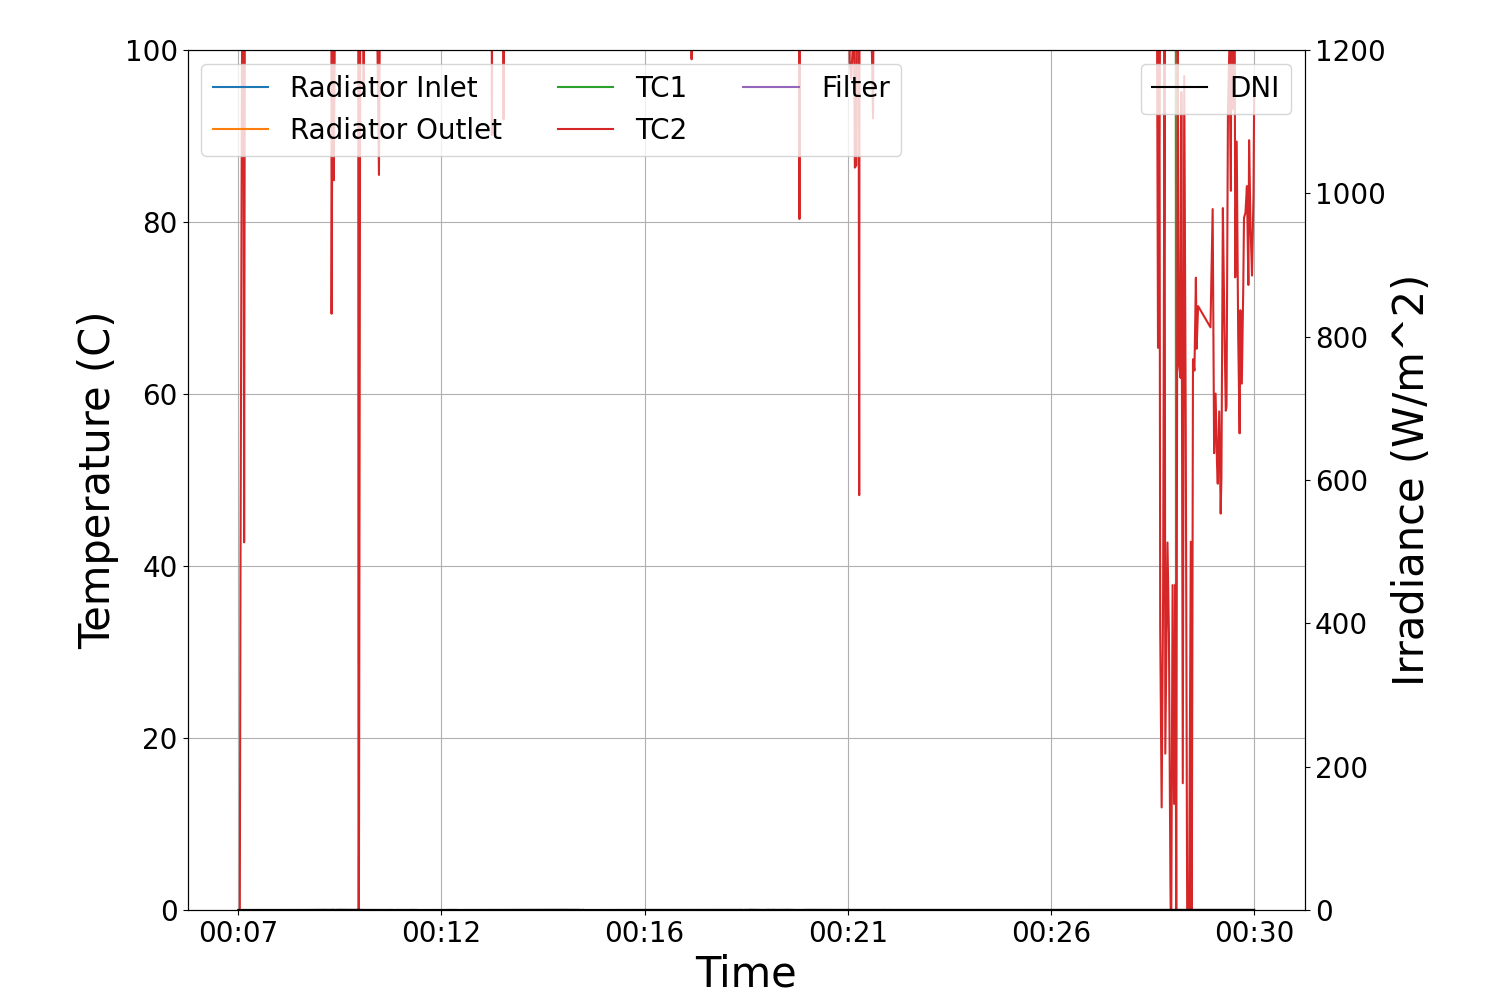 100
80
60
40
20
0
Temperature (C)
Radiator Inlet
Radiator Outlet
TC1
TC2
Filter
DNI
1200
1000
800
600
400
200
0
Irradiance (W/m^2)
00:07 00:12 00:16 00:21 00:26 00:30
Time